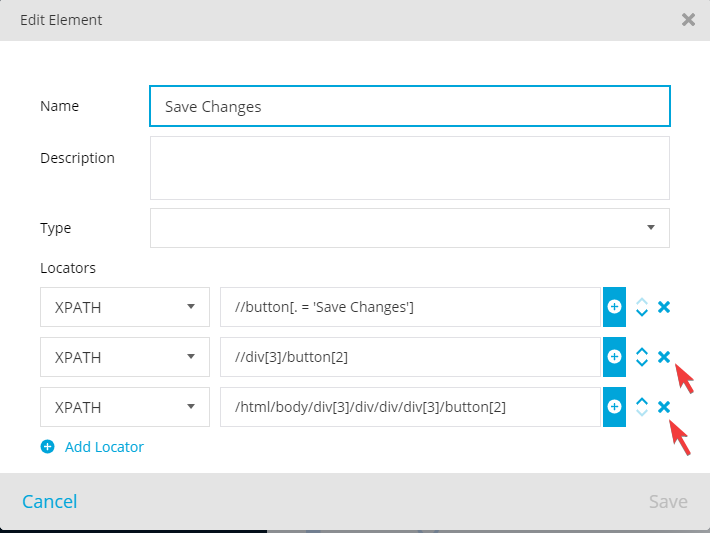 Edit Element
Name
Save Changes
Description
Type
Locators
XPATH //button[. = 'Save Changes']
XPATH //div[3]/button[2]
XPATH /html/body/div[3]/div/div/div[3]/button[2]
Add Locator
Cancel Save